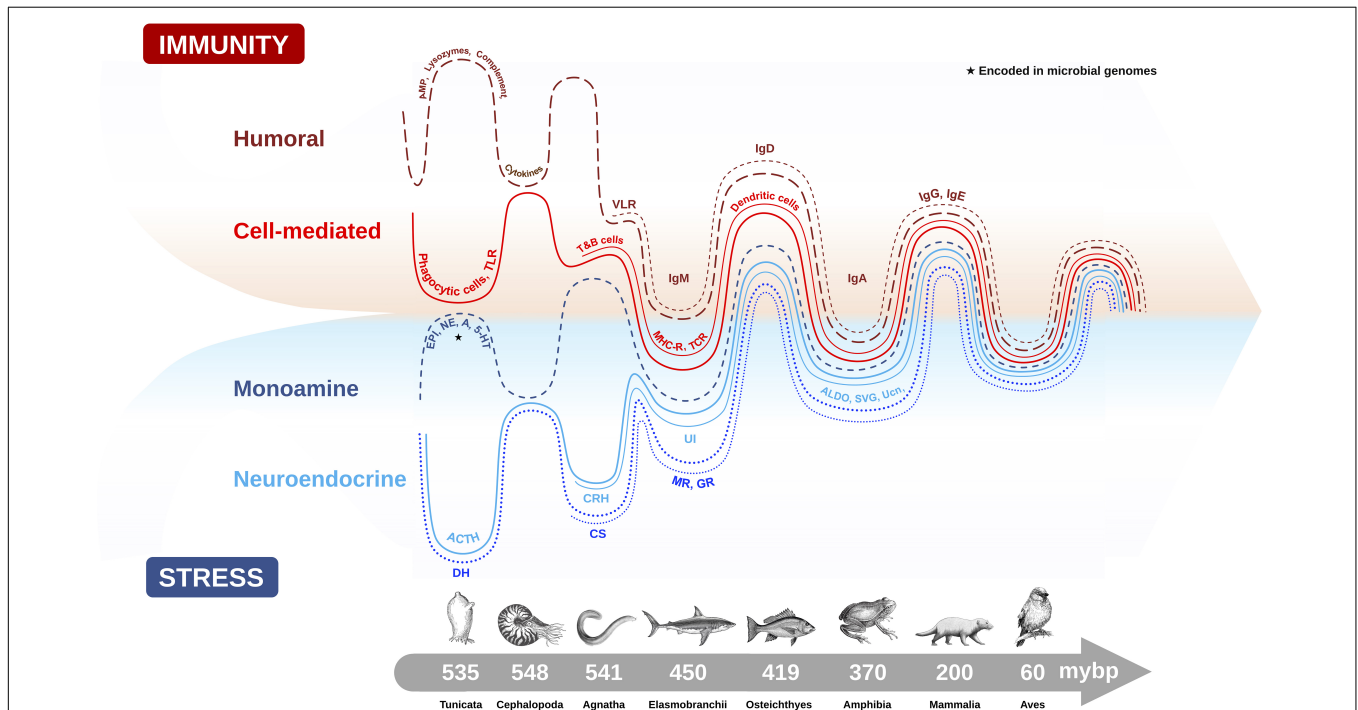 IMMUNITY
★ Encoded in microbial genomes
AMP, Lysozymes, Complement,
Humoral
Cytokines
IgD
VLR
Dendritic cells
IgG, IgE
Cell-mediated
T&B cells
Phagocytic cells, TLR
IgM
IgA
EPI, NE, A, 5-HT
★
MHC-R, TCR
Monoamine
ALDO, SVG, Ucn,
UI
Neuroendocrine
MR, GR
CRH
CS
ACTH
DH
STRESS
535 548 541 450 419 370 200 60 mybp
Tunicata Cephalopoda Agnatha Elasmobranchii Osteichthyes Amphibia Mammalia Aves